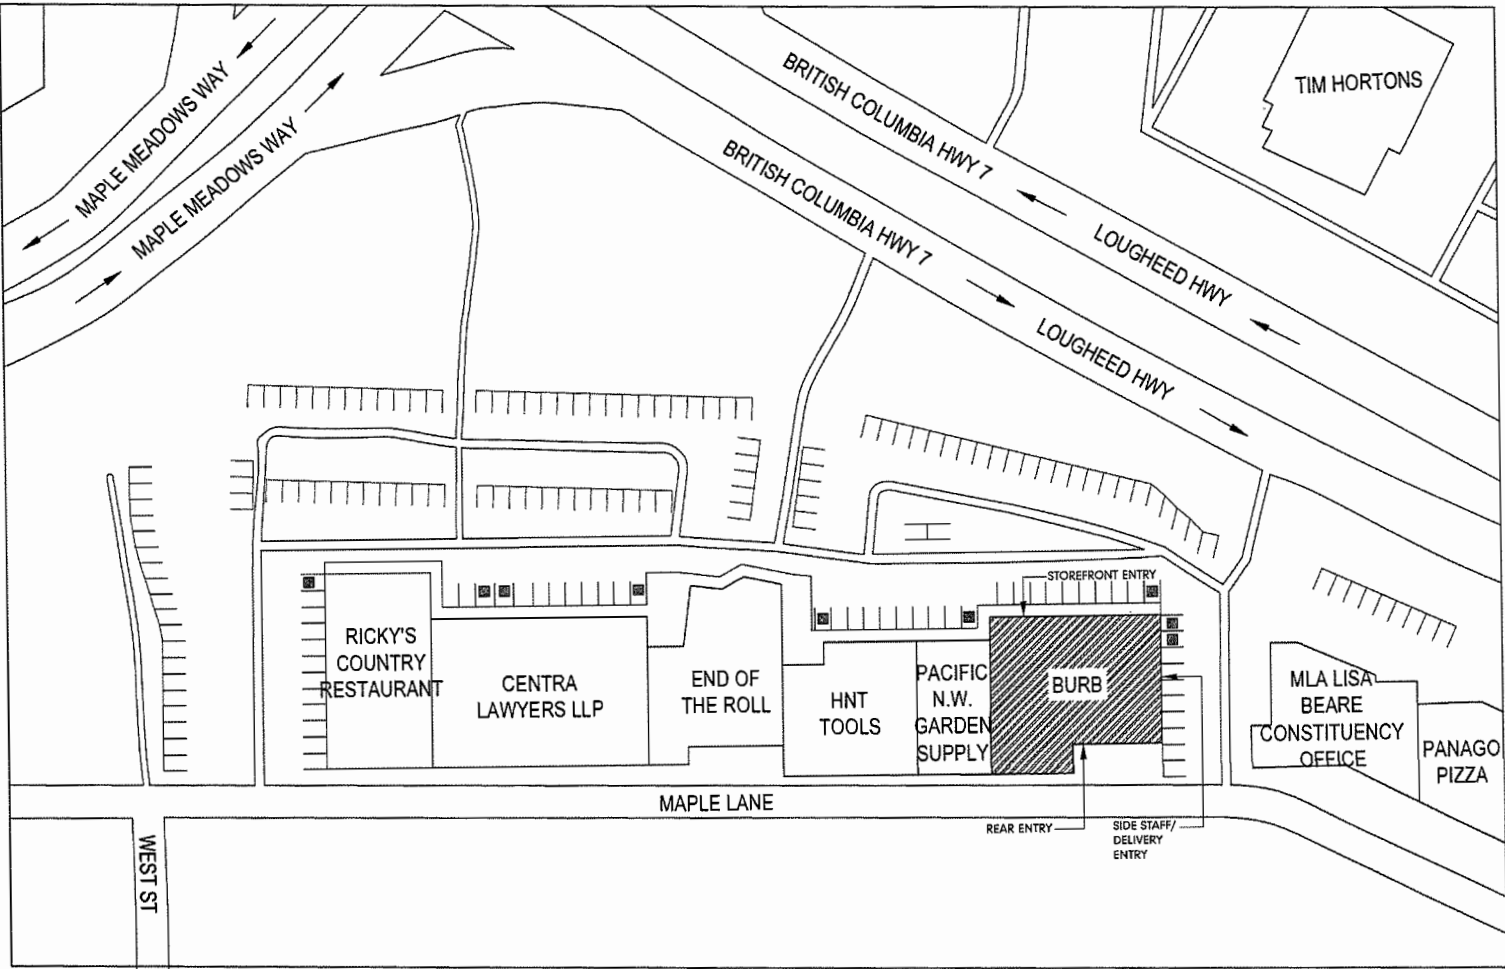 MAPLE MEADOWS WAY
MAPLE MEADOWS WAY
BRITISH COLUMBIA HWY 7
BRITISH COLUMBIA HWY 7
LOUGHEED HWY
LOUGHEED HWY
TIM HORTONS
STOREFRONT ENTRY
RICKY'S
COUNTRY
RESTAURANT
CENTRA
LAWYERS LLP
END OF
THE ROLL
HNT
TOOLS
PACIFIC
N.W.
GARDEN
SUPPLY
BURB
MLA LISA
BEARE
CONSTITUENCY
OFFICE
PANAGO
PIZZA
MAPLE LANE
REAR ENTRY
SIDE STAFF/
DELIVERY
ENTRY
WEST ST